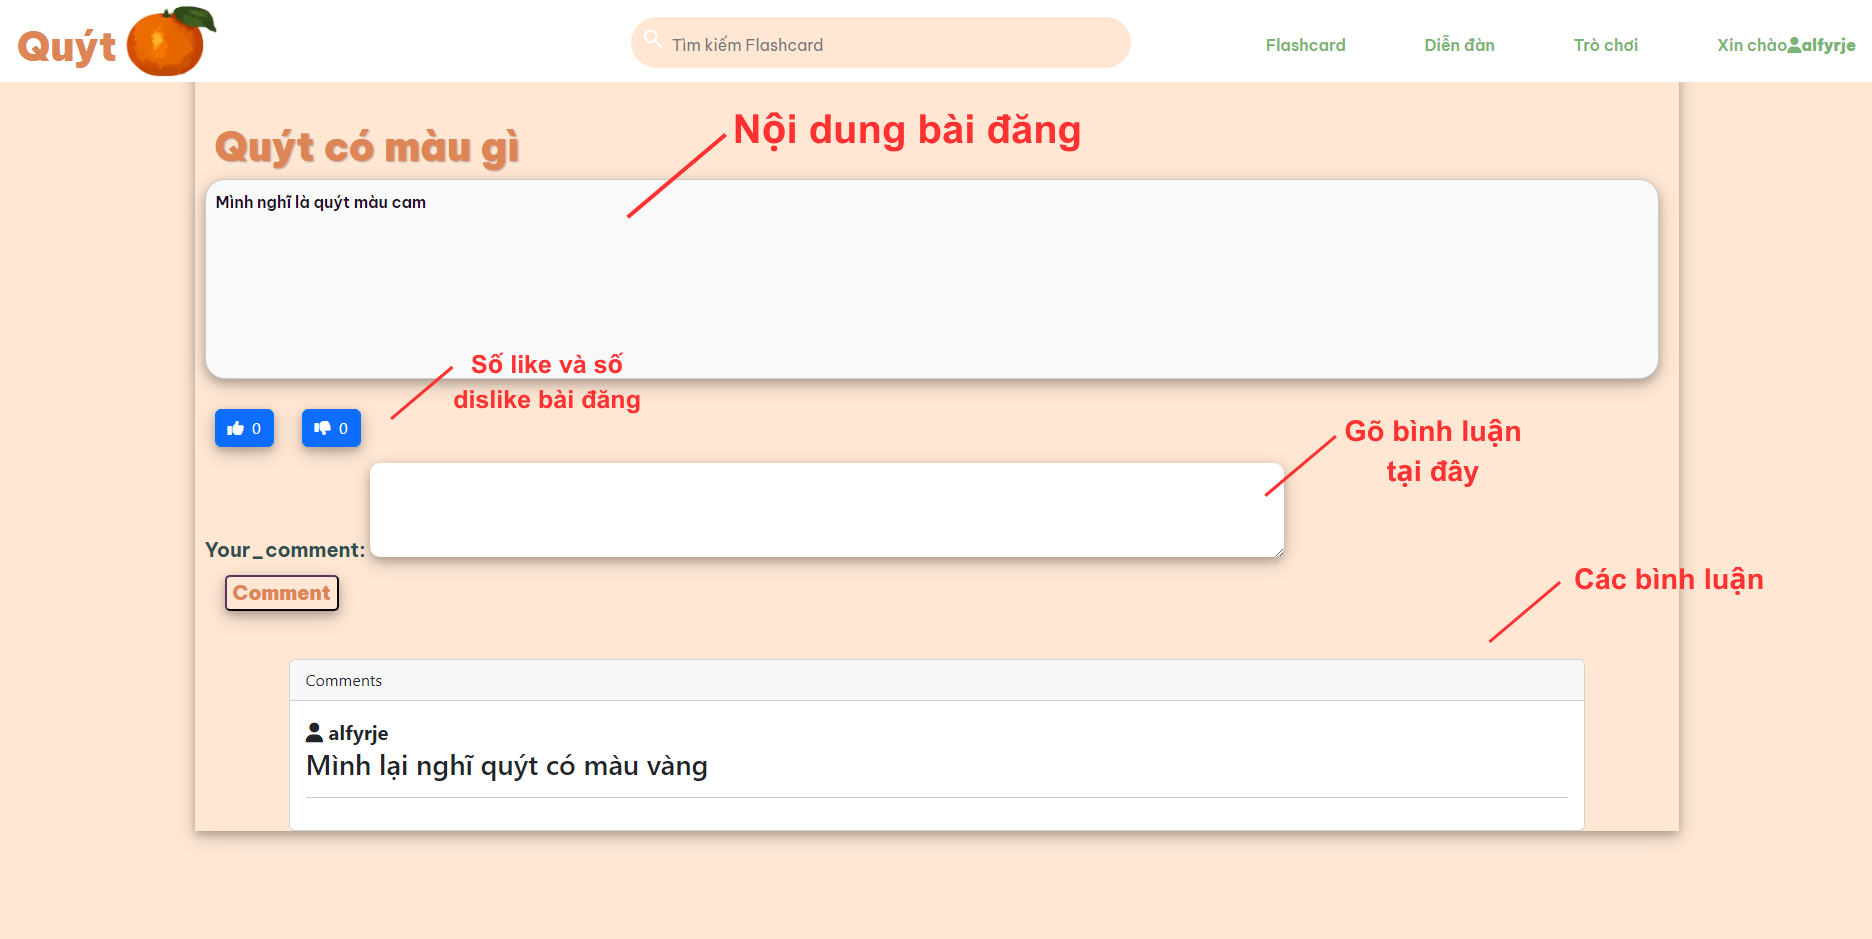 Quýt
Tìm kiếm Flashcard
Flashcard
Diễn đàn
Trò chơi
Xin chào alfyrje
Nội dung bài đăng
Quýt có màu gì
Mình nghĩ là quýt màu cam
Số like và số
dislike bài đăng
0
0
Gõ bình luận
tại đây
Your_comment:
Comment
Các bình luận
Comments
alfyrje
Mình lại nghĩ quýt có màu vàng